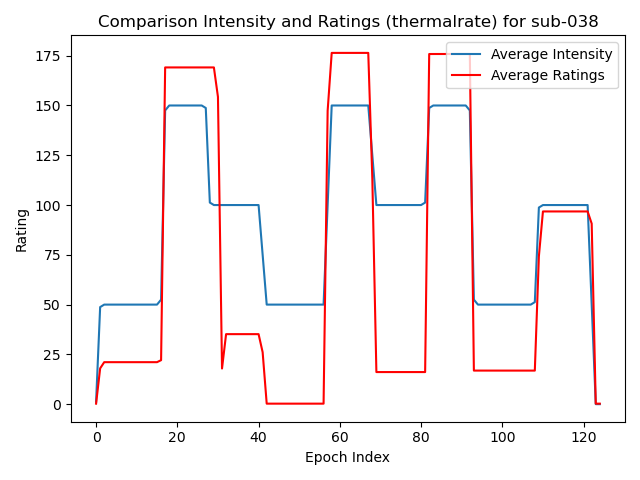 Comparison Intensity and Ratings (thermalrate) for sub-038
Average Intensity
Average Ratings
Rating
175
150
125
100
75
50
25
0
0 20 40 60 80 100 120
Epoch Index